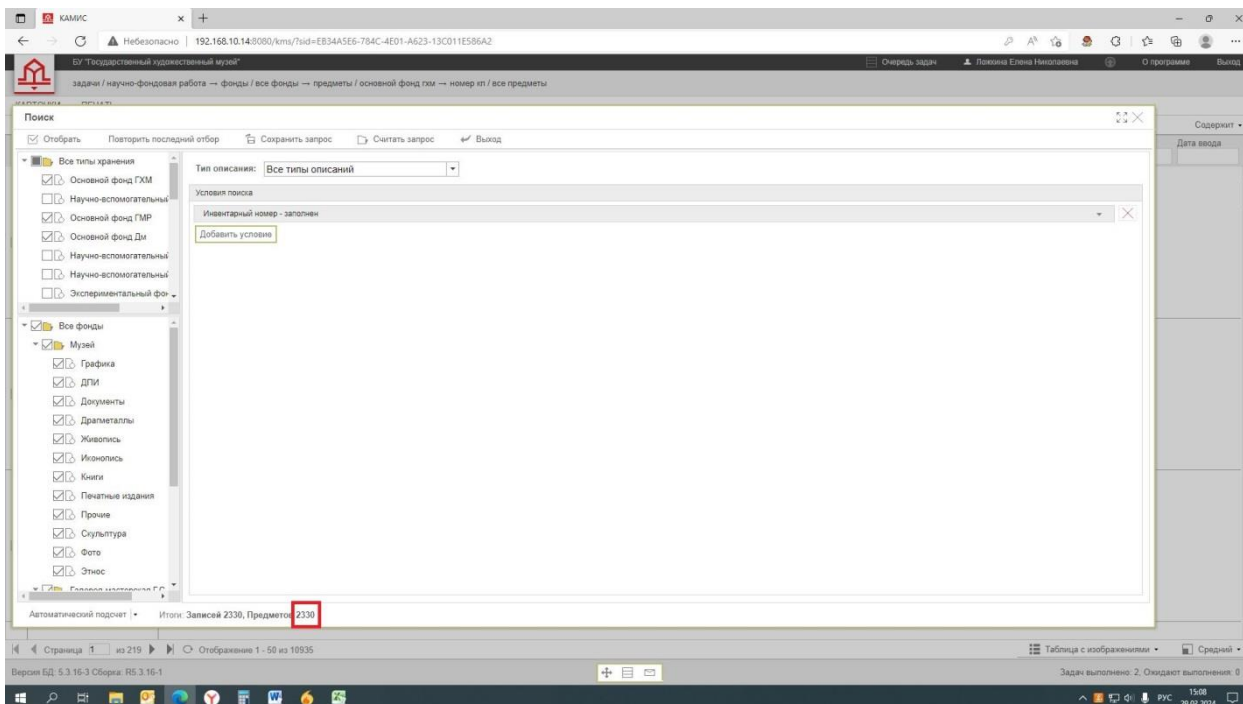 КАМИС
Небезопасно 192.168.10.14:8080/kms/?sid=EB34A5E6-784C-4E01-A623-13C011E586A2
БУ "Государственный художественный музей" Очередь задач Ложкина Елена Николаевна О программе Выход
задачи / научно-фондовая работа → фонды / все фонды → предметы / основной фонд гхм → номер кп / все предметы
КАРТОЧКИ ПЕЧАТЬ
Поиск
Содержит
Отобрать Повторить последний отбор Сохранить запрос Считать запрос Выход
Дата ввода
Все типы хранения
Тип описания: Все типы описаний
Основной фонд ГХМ
Условия поиска
Научно-вспомогательный
Инвентарный номер - заполнен
Основной фонд ГМР
Добавить условие
Основной фонд Дм
Научно-вспомогательный
Научно-вспомогательный
Экспериментальный фон
Все фонды
Музей
Графика
ДПИ
Документы
Драгметаллы
Живопись
Иконопись
Книги
Печатные издания
Прочие
Скульптура
Фото
Этнос
Галерея-мастерская Г.С.
Автоматический подсчет Итоги: Записей 2330, Предметов 2330
Страница 1 из 219 Отображение 1 - 50 из 10935 Таблица с изображениями Средний
Версия БД: 5.3.16-3 Сборка: R5.3.16-1 Задач выполнено: 2, Ожидают выполнения: 0
РУС 15:08
29.03.2024